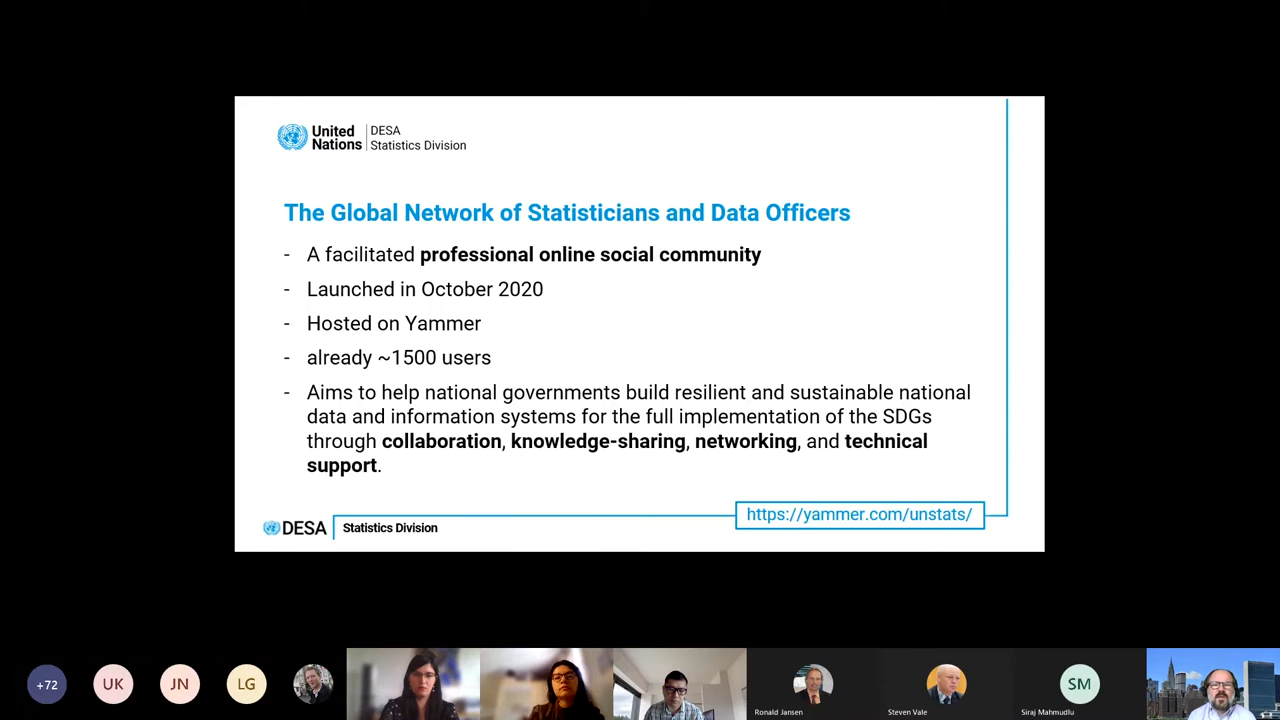 United
Nations
DESA
Statistics Division
The Global Network of Statisticians and Data Officers
- A facilitated professional online social community
- Launched in October 2020
- Hosted on Yammer
- already ~1500 users
- Aims to help national governments build resilient and sustainable national
data and information systems for the full implementation of the SDGs
through collaboration, knowledge-sharing, networking, and technical
support.
https://yammer.com/unstats/
DESA
Statistics Division
+72
UK
JN
LG
SM
Ronald Jansen
Steven Vale
Siraj Mahmudlu